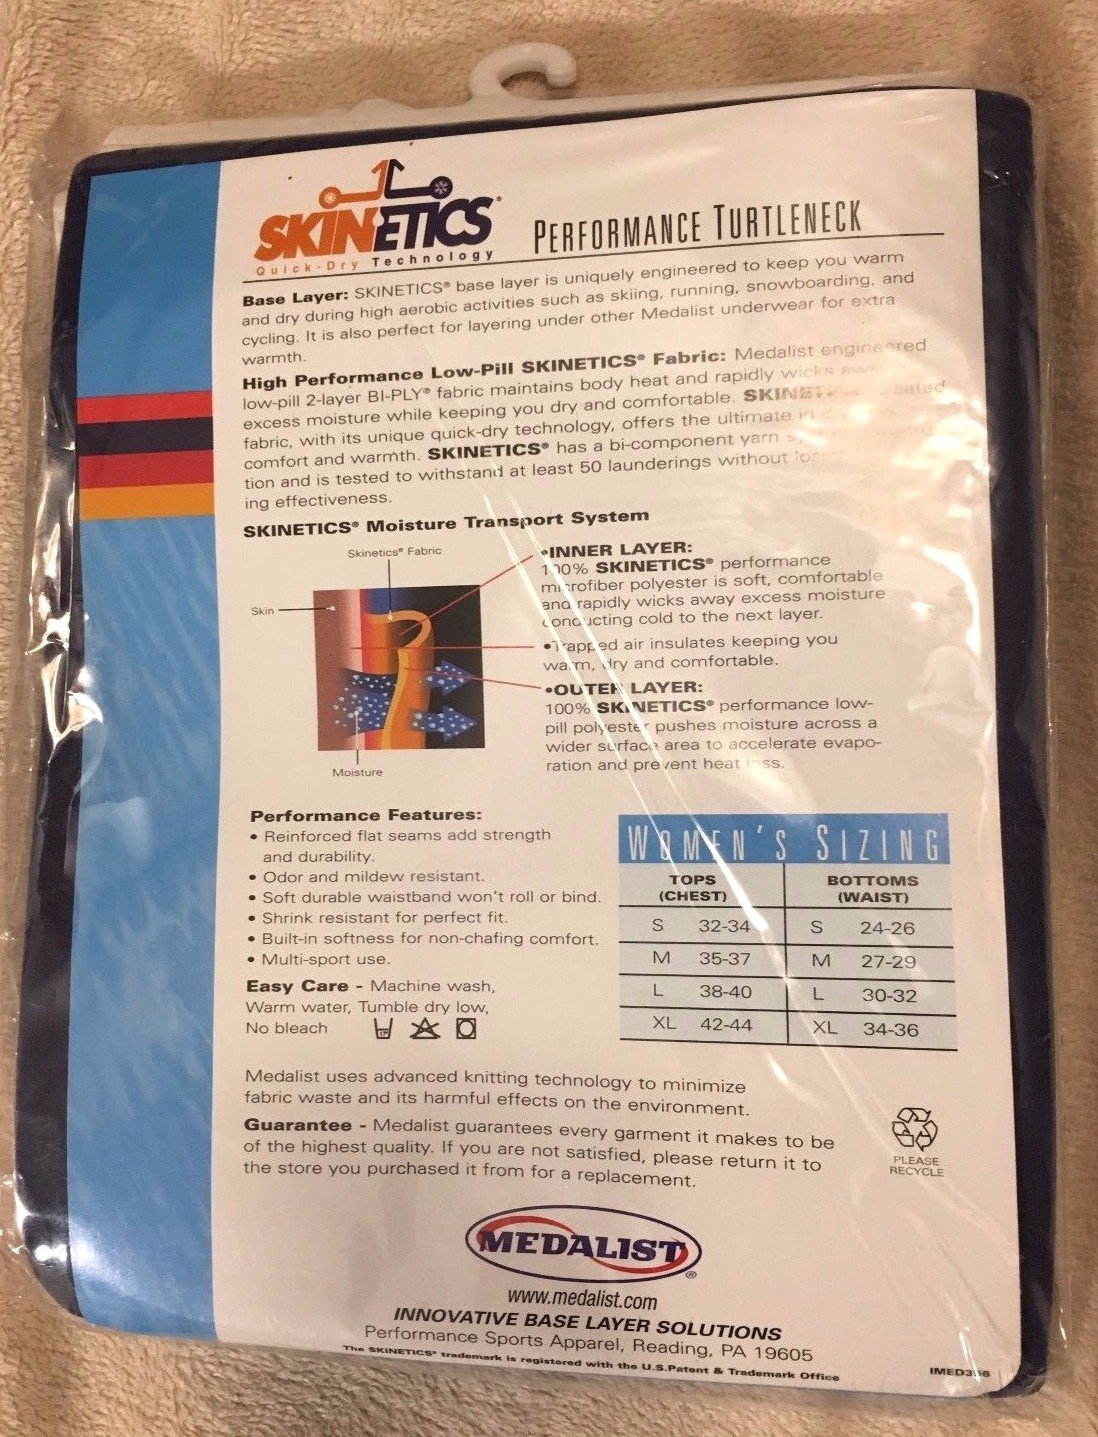 SKINETICS®
Quick-Dry Technology
PERFORMANCE TURTLENECK
Base Layer: SKINETICS® base layer is uniquely engineered to keep you warm
and dry during high aerobic activities such as skiing, running, snowboarding, and
cycling. It is also perfect for layering under other Medalist underwear for extra
warmth.
High Performance Low-Pill SKINETICS® Fabric: Medalist engineered
low-pill 2-layer BI-PLY® fabric maintains body heat and rapidly wicks
excess moisture while keeping you dry and comfortable.
fabric, with its unique quick-dry technology, offers the ultimate in
comfort and warmth. SKINETICS® has a bi-component yarn
tion and is tested to withstand at least 50 launderings without
ing effectiveness.
SKINETICS® Moisture Transport System
Skinetics® Fabric
Skin
Moisture
•INNER LAYER:
100% SKINETICS® performance
microfiber polyester is soft, comfortable
and rapidly wicks away excess moisture
conducting cold to the next layer.
•Trapped air insulates keeping you
warm, dry and comfortable.
•OUTER LAYER:
100% SKINETICS® performance low-
pill polyester pushes moisture across a
wider surface area to accelerate evapo-
ration and prevent heat loss.
Performance Features:
• Reinforced flat seams add strength
and durability.
• Odor and mildew resistant.
• Soft durable waistband won't roll or bind.
• Shrink resistant for perfect fit.
• Built-in softness for non-chafing comfort.
• Multi-sport use.
Easy Care - Machine wash,
Warm water, Tumble dry low,
No bleach
WOMEN'S SIZING
TOPS (CHEST) BOTTOMS (WAIST)
S 32-34 S 24-26
M 35-37 M 27-29
L 38-40 L 30-32
XL 42-44 XL 34-36
Medalist uses advanced knitting technology to minimize
fabric waste and its harmful effects on the environment.
Guarantee - Medalist guarantees every garment it makes to be
of the highest quality. If you are not satisfied, please return it to
the store you purchased it from for a replacement.
PLEASE
RECYCLE
MEDALIST®
www.medalist.com
INNOVATIVE BASE LAYER SOLUTIONS
Performance Sports Apparel, Reading, PA 19605
The SKINETICS® trademark is registered with the U.S.Patent & Trademark Office